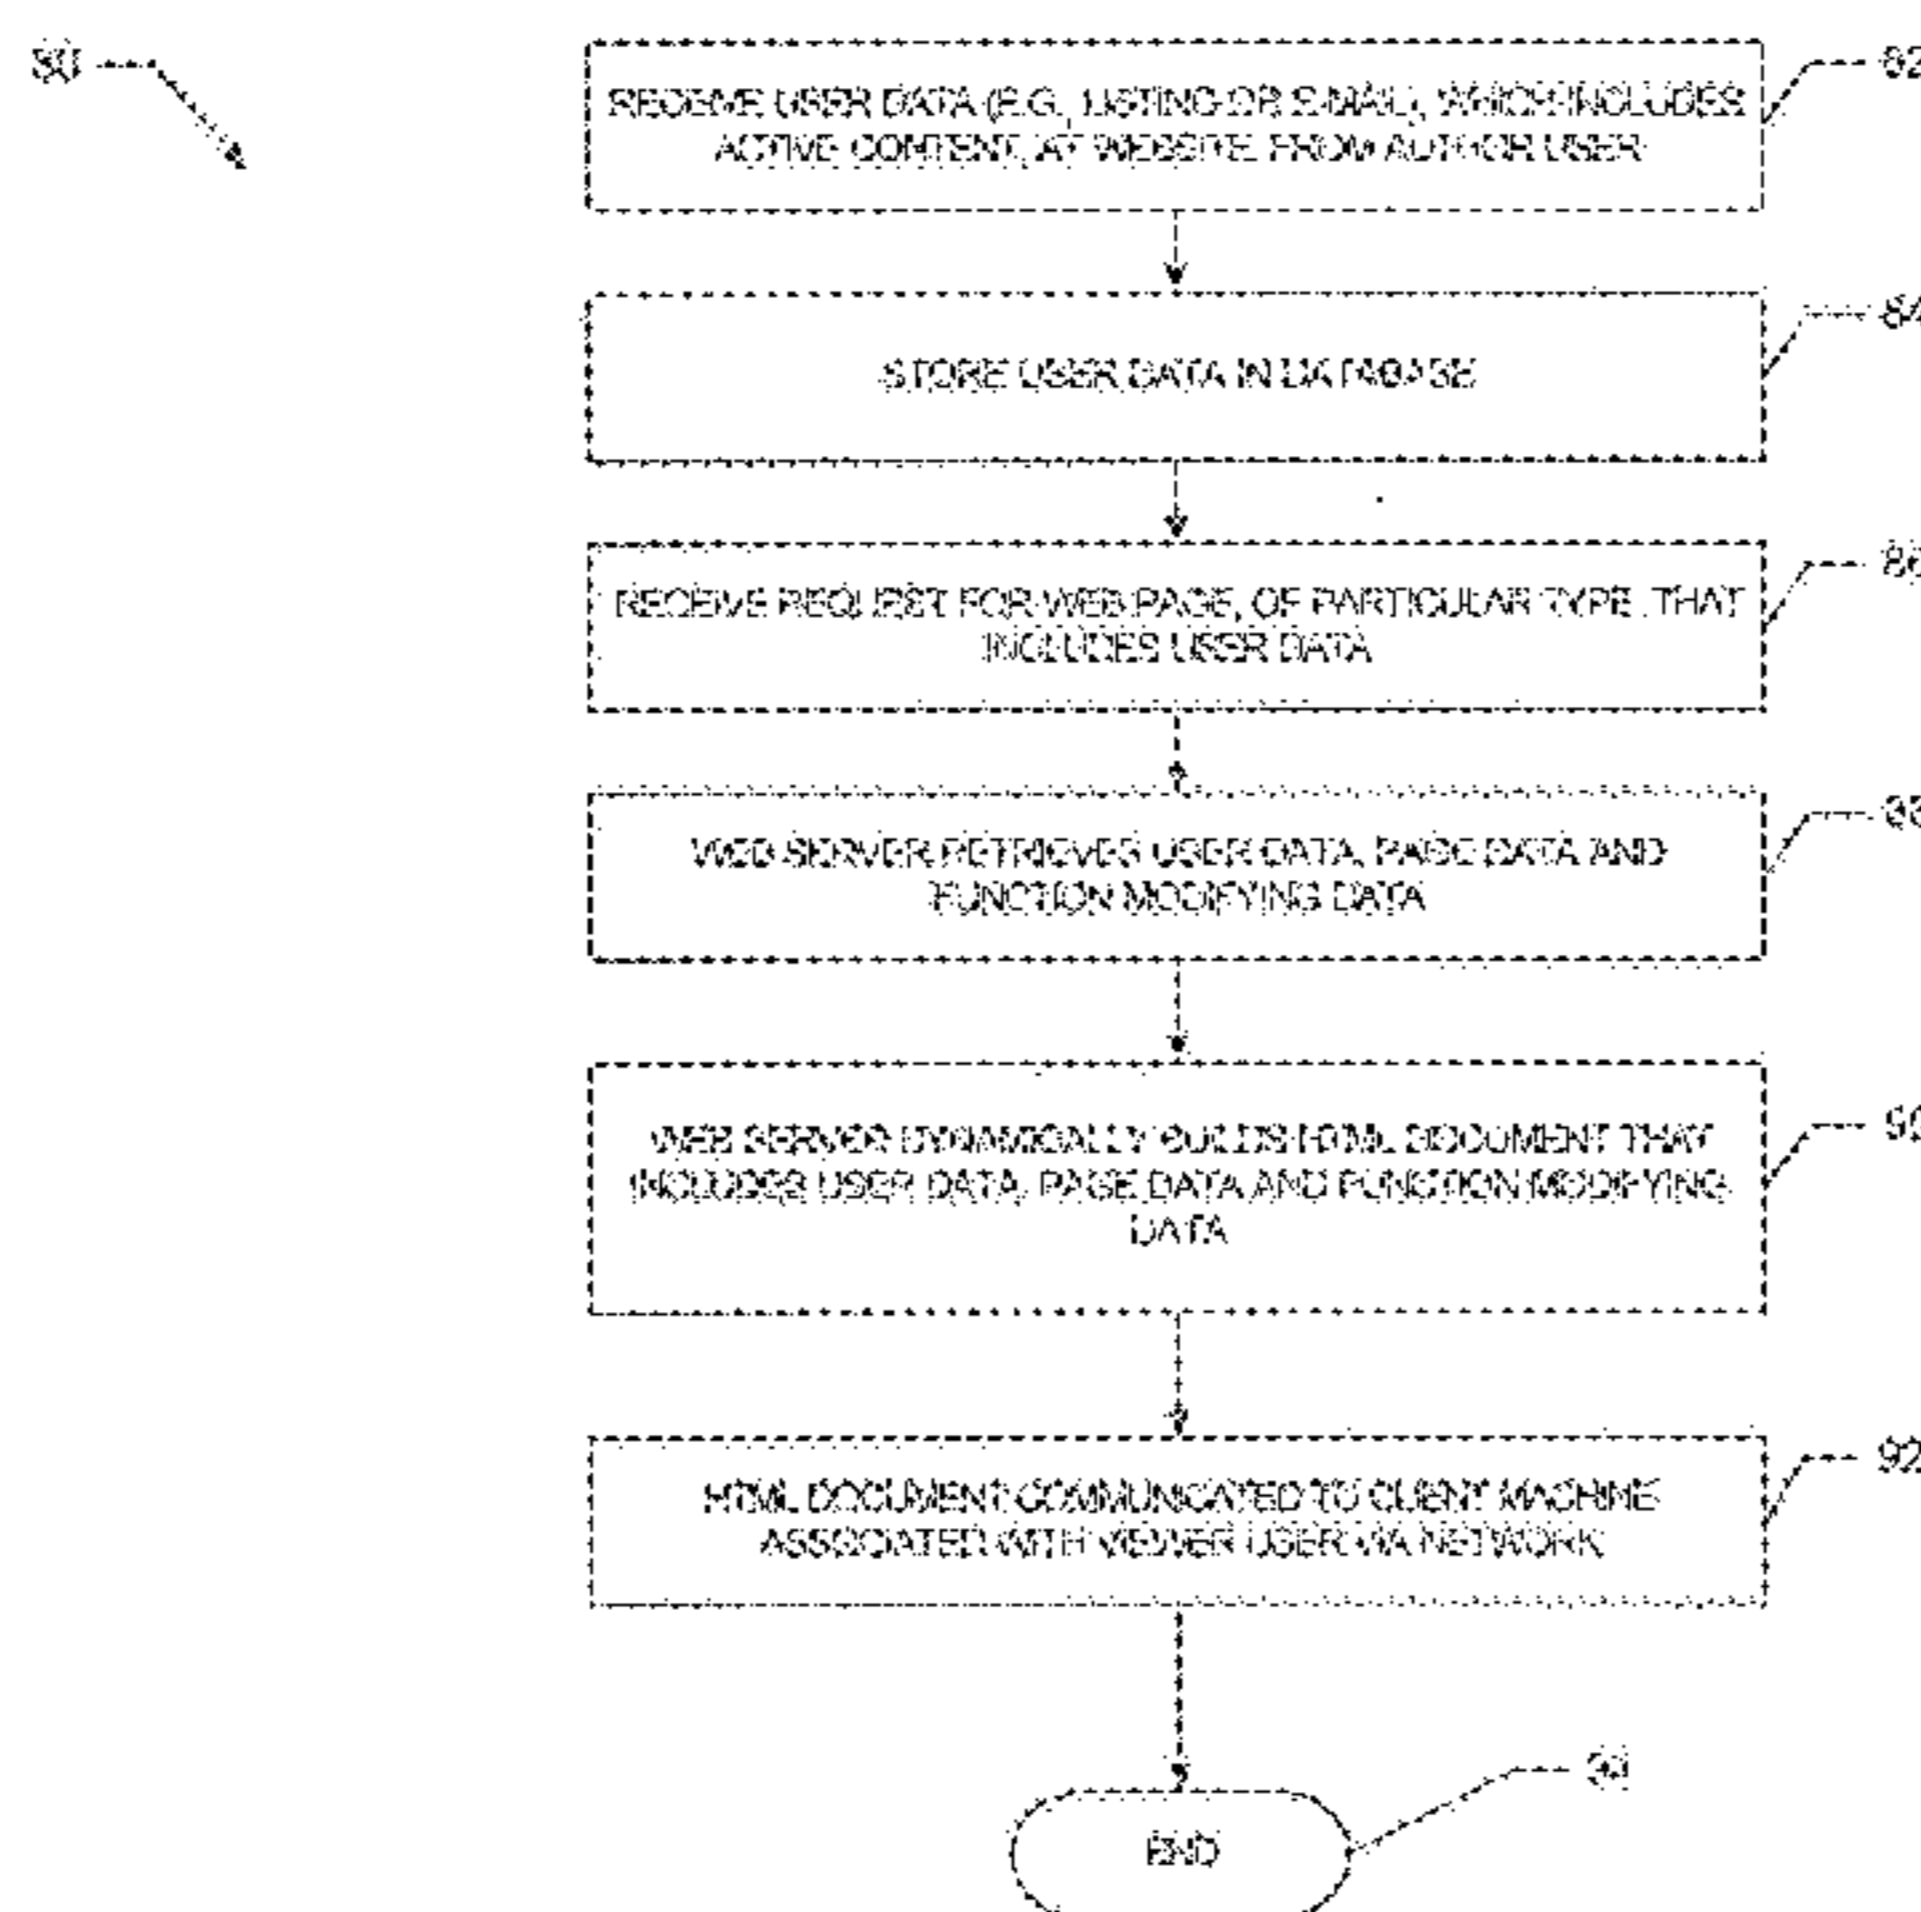 80
82
RECEIVE USER DATA (E.G., LISTING OR E-MAIL), WHICH INCLUDES
ACTIVE CONTENT, AT WEBSITE FROM AUTHOR USER
84
STORE USER DATA IN DATABASE
86
RECEIVE REQUEST FOR WEB PAGE, OF PARTICULAR TYPE, THAT
INCLUDES USER DATA
88
WEB SERVER RETRIEVES USER DATA, PAGE DATA AND
FUNCTION MODIFYING DATA
90
WEB SERVER DYNAMICALLY BUILDS HTML DOCUMENT THAT
INCLUDES USER DATA, PAGE DATA AND FUNCTION MODIFYING
DATA
92
HTML DOCUMENT COMMUNICATED TO CLIENT MACHINE
ASSOCIATED WITH VIEWER USER VIA NETWORK
94
END